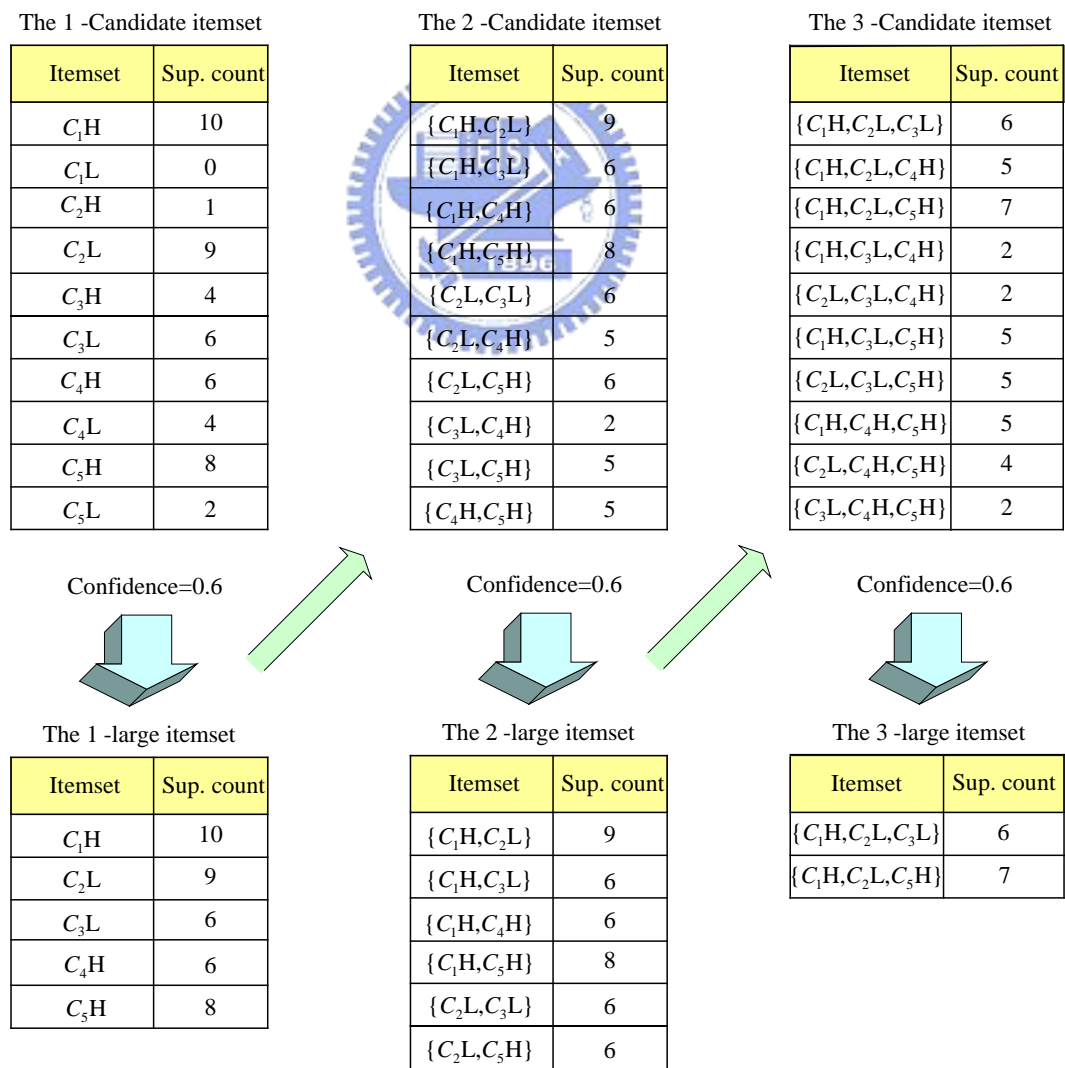 The 1 -Candidate itemset
Itemset Sup. count
C₁H 10
C₁L 0
C₂H 1
C₂L 9
C₃H 4
C₃L 6
C₄H 6
C₄L 4
C₅H 8
C₅L 2
Confidence=0.6
The 1 -large itemset
Itemset Sup. count
C₁H 10
C₂L 9
C₃L 6
C₄H 6
C₅H 8
The 2 -Candidate itemset
Itemset Sup. count
{C₁H,C₂L} 9
{C₁H,C₃L} 6
{C₁H,C₄H} 6
{C₁H,C₅H} 8
{C₂L,C₃L} 6
{C₂L,C₄H} 5
{C₂L,C₅H} 6
{C₃L,C₄H} 2
{C₃L,C₅H} 5
{C₄H,C₅H} 5
1896
Confidence=0.6
The 2 -large itemset
Itemset Sup. count
{C₁H,C₂L} 9
{C₁H,C₃L} 6
{C₁H,C₄H} 6
{C₁H,C₅H} 8
{C₂L,C₃L} 6
{C₂L,C₅H} 6
The 3 -Candidate itemset
Itemset Sup. count
{C₁H,C₂L,C₃L} 6
{C₁H,C₂L,C₄H} 5
{C₁H,C₂L,C₅H} 7
{C₁H,C₃L,C₄H} 2
{C₂L,C₃L,C₄H} 2
{C₁H,C₃L,C₅H} 5
{C₂L,C₃L,C₅H} 5
{C₁H,C₄H,C₅H} 5
{C₂L,C₄H,C₅H} 4
{C₃L,C₄H,C₅H} 2
Confidence=0.6
The 3 -large itemset
Itemset Sup. count
{C₁H,C₂L,C₃L} 6
{C₁H,C₂L,C₅H} 7